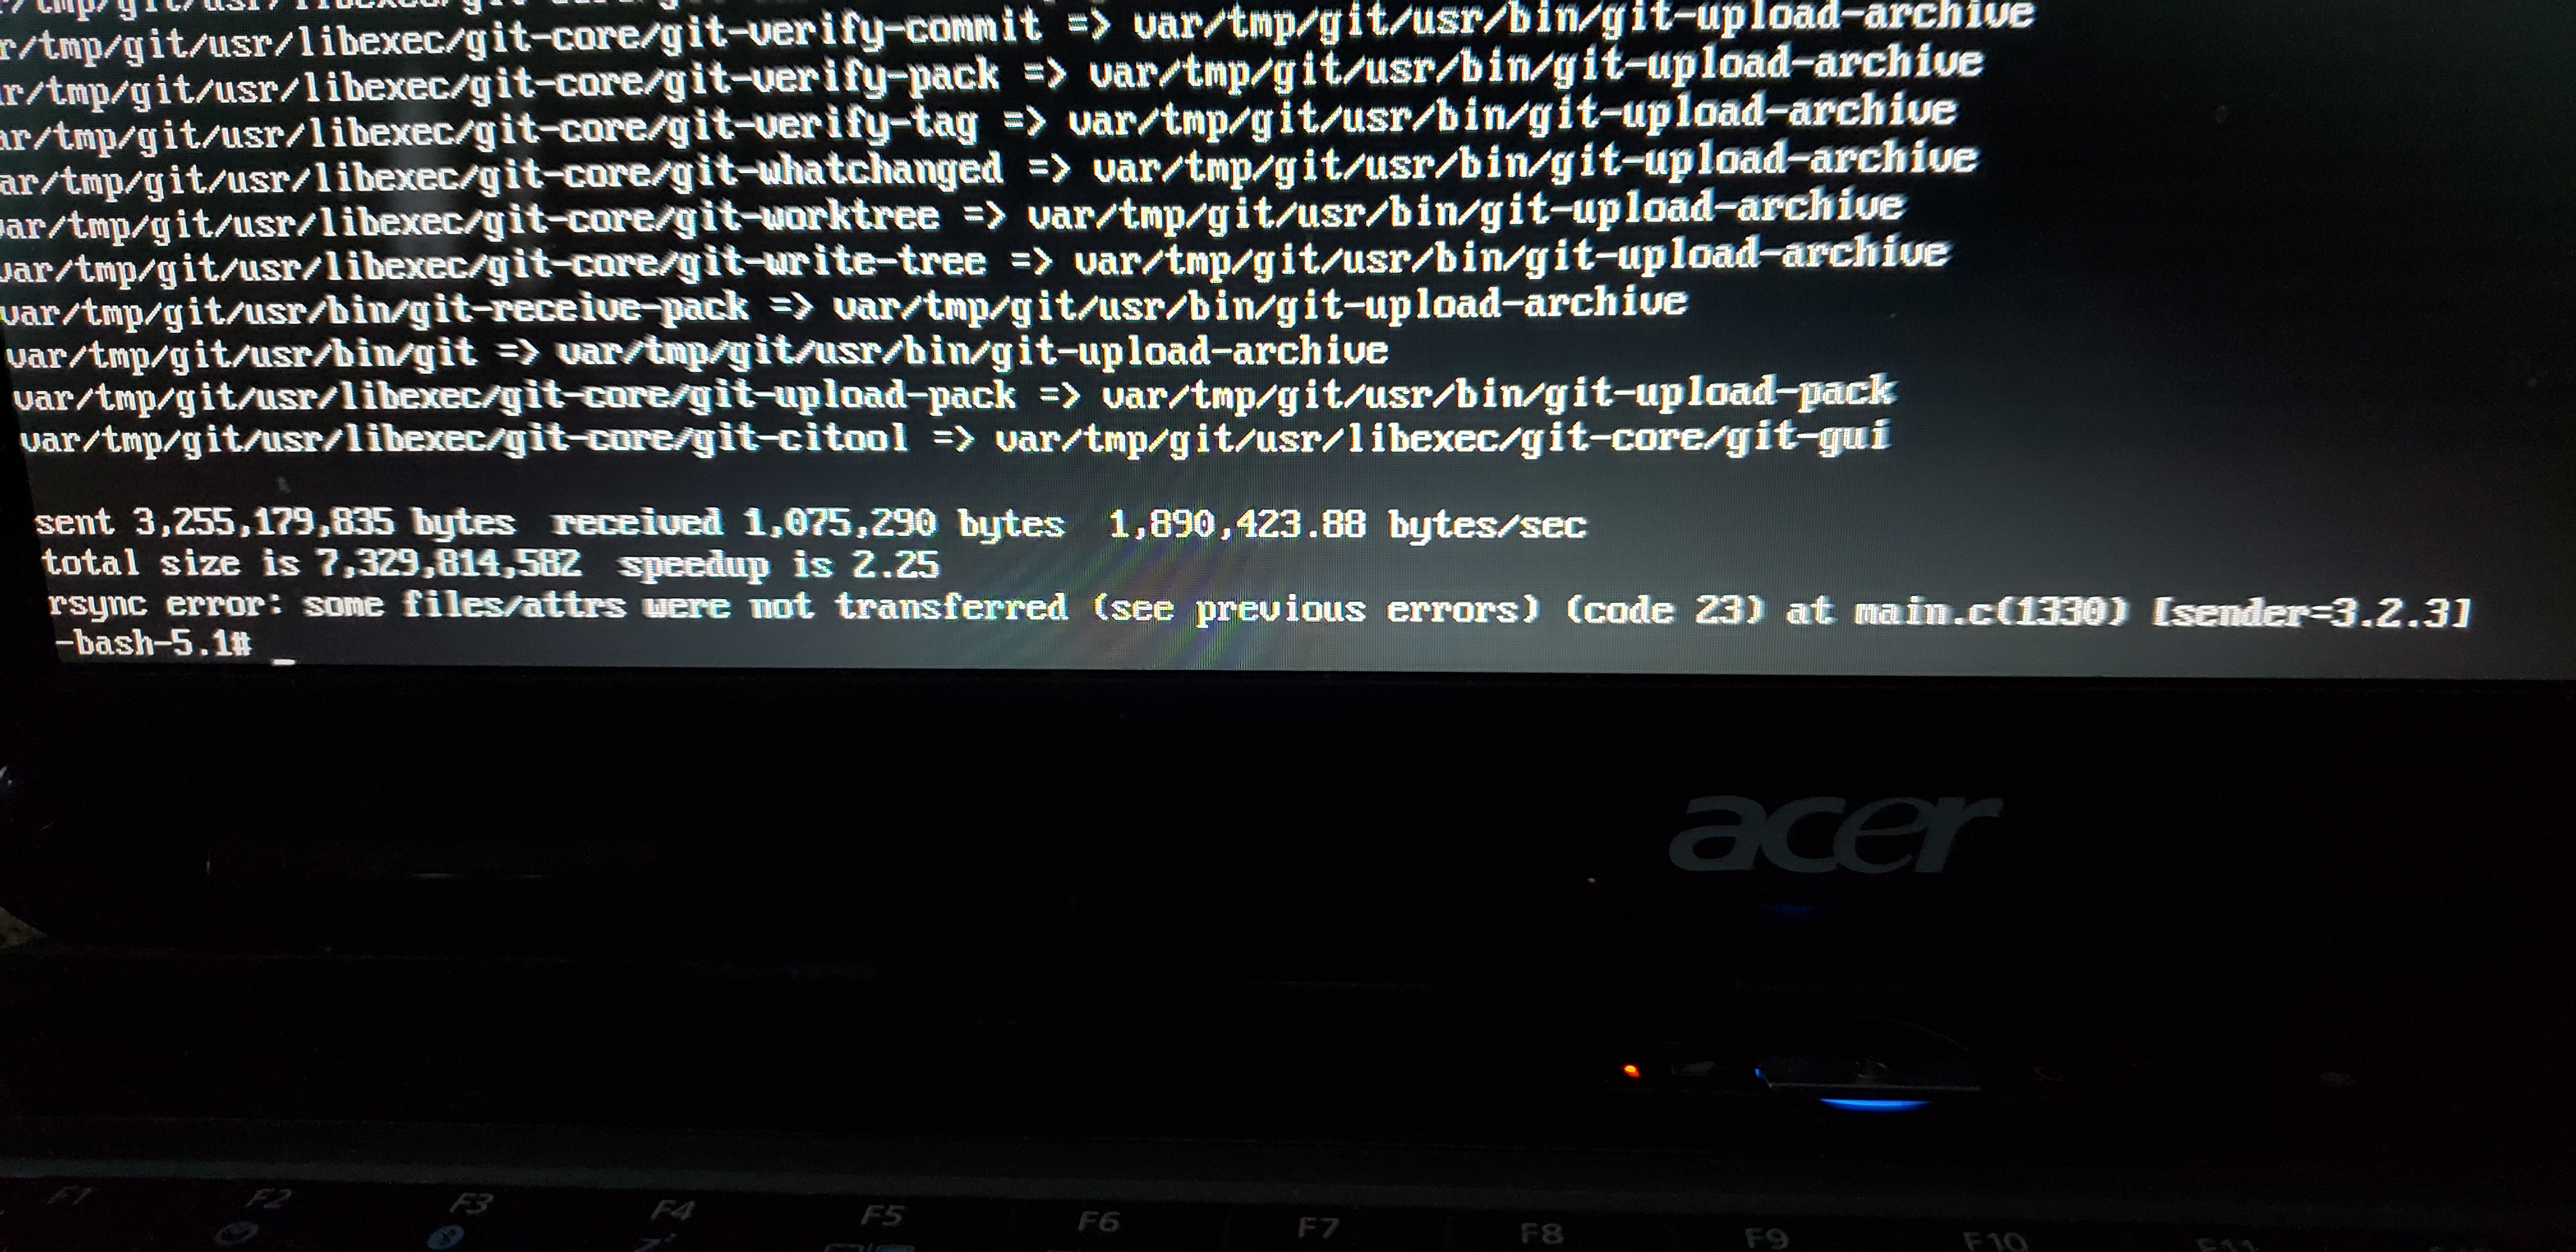 r/tmp/git/usr/libexec/git-core/git-verify-commit => var/tmp/git/usr/bin/git-upload-archive
ar/tmp/git/usr/libexec/git-core/git-verify-pack => var/tmp/git/usr/bin/git-upload-archive
ar/tmp/git/usr/libexec/git-core/git-verify-tag => var/tmp/git/usr/bin/git-upload-archive
ar/tmp/git/usr/libexec/git-core/git-whatchanged => var/tmp/git/usr/bin/git-upload-archive
var/tmp/git/usr/libexec/git-core/git-worktree => var/tmp/git/usr/bin/git-upload-archive
var/tmp/git/usr/libexec/git-core/git-write-tree => var/tmp/git/usr/bin/git-upload-archive
var/tmp/git/usr/bin/git-receive-pack => var/tmp/git/usr/bin/git-upload-archive
var/tmp/git/usr/bin/git => var/tmp/git/usr/bin/git-upload-archive
var/tmp/git/usr/libexec/git-core/git-upload-pack => var/tmp/git/usr/bin/git-upload-pack
var/tmp/git/usr/libexec/git-core/git-citool => var/tmp/git/usr/libexec/git-core/git-gui
sent 3,255,179,835 bytes  received 1,075,290 bytes  1,890,423.88 bytes/sec
total size is 7,329,814,582  speedup is 2.25
rsync error: some files/attrs were not transferred (see previous errors) (code 23) at main.c(1330) [sender=3.2.3]
-bash-5.1# _
acer
F1 F2 F3 F4 F5 F6 F7 F8 F9 F10 F11